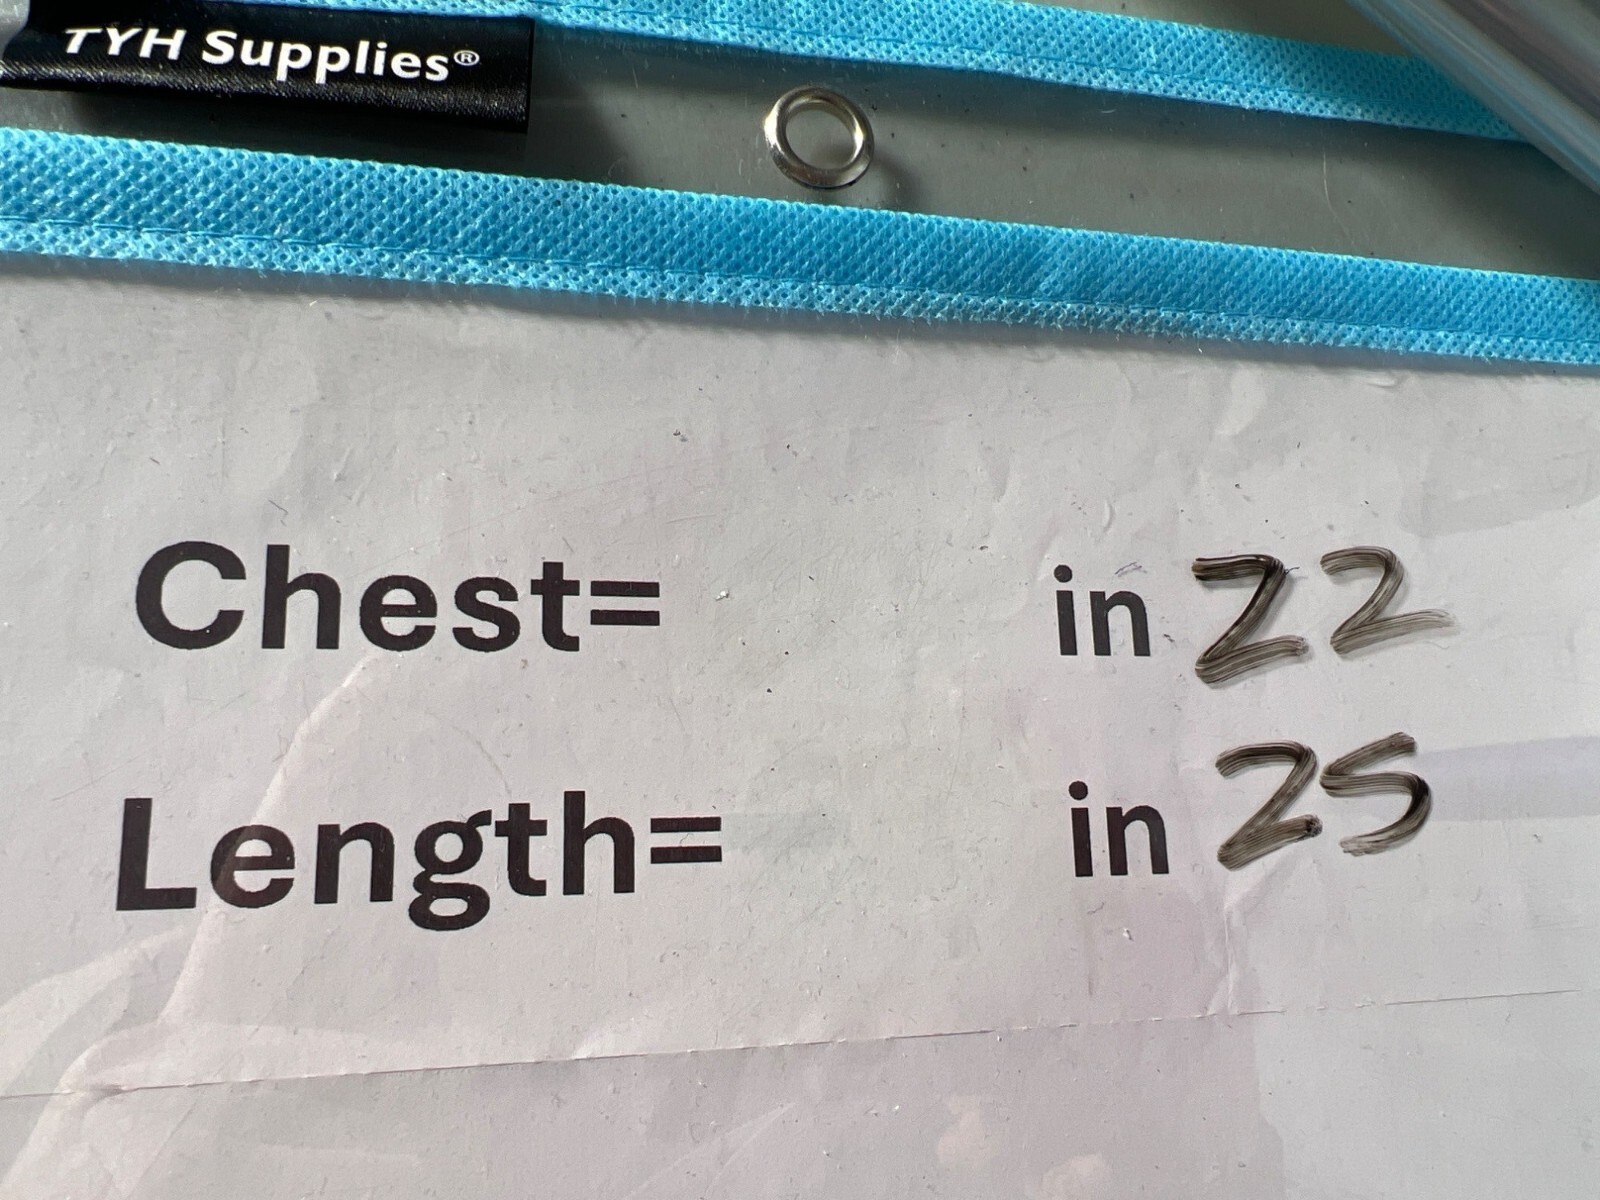 TYH Supplies®
Chest= in 22
Length= in 25